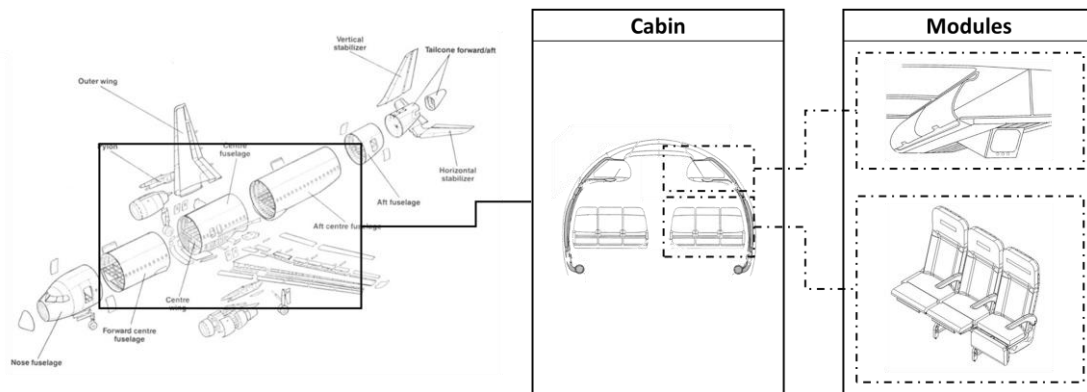 Cabin
Modules
Vertical
stabilizer
Tailcone forward/aft
Outer wing
Centre
fuselage
ylon
Horizontal
stabilizer
Aft fuselage
Aft centre fuselage
Centre
wing
Forward centre
fuselage
Nose fuselage